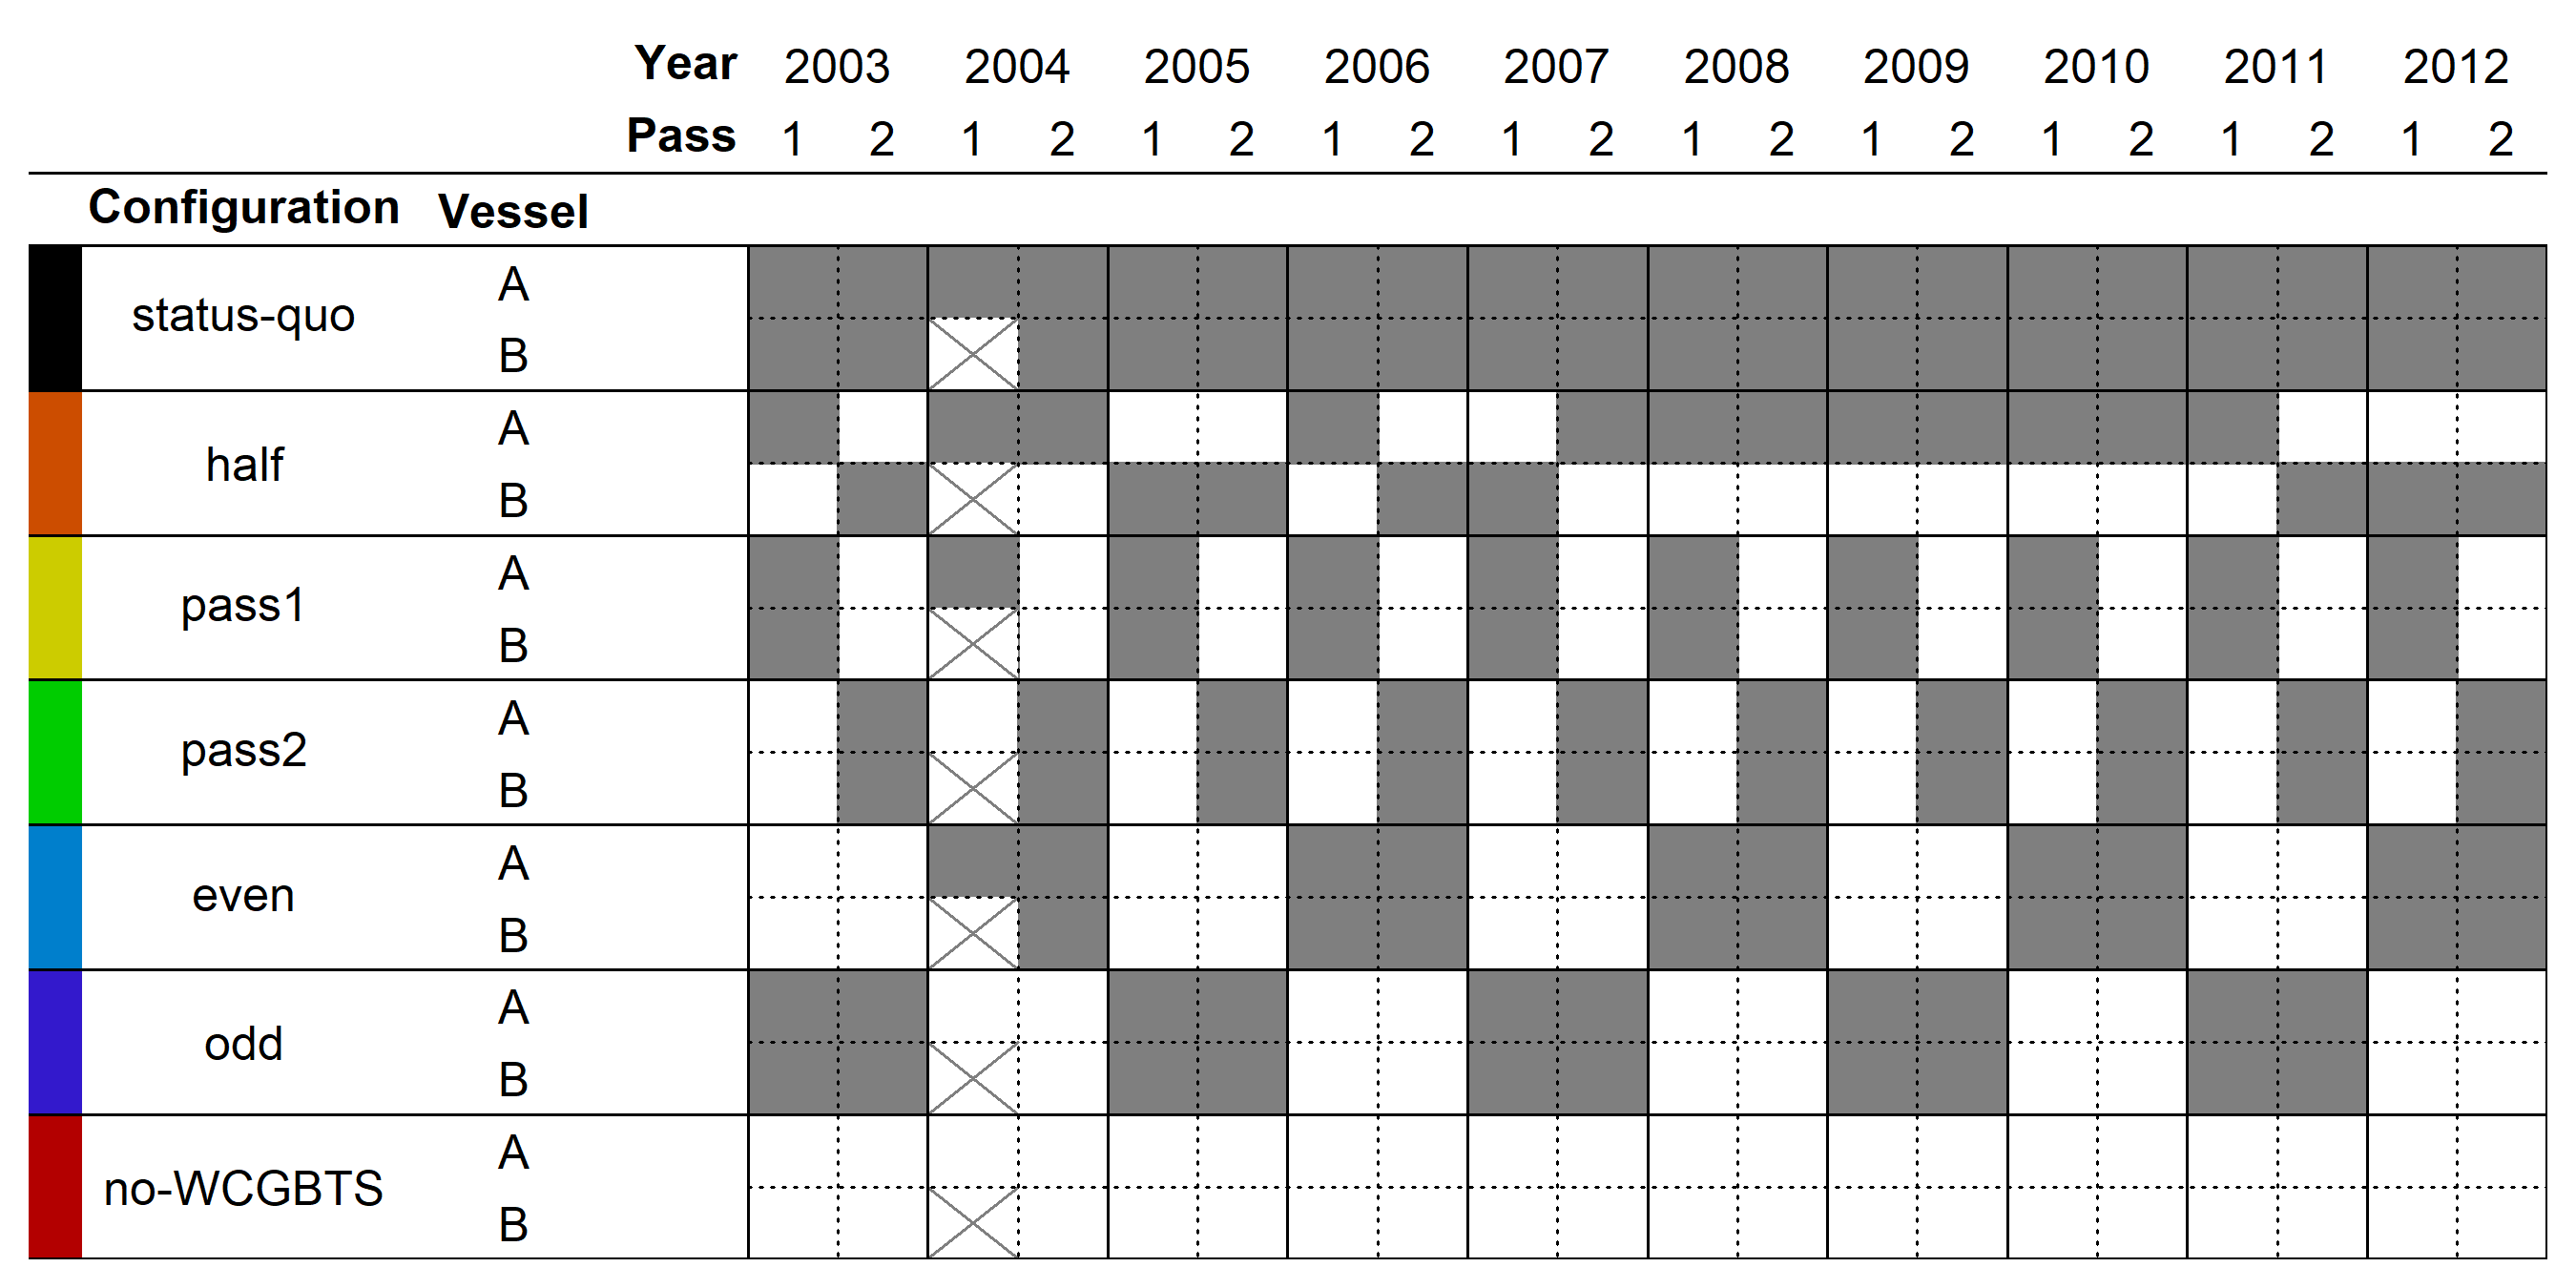 Year 2003 2004 2005 2006 2007 2008 2009 2010 2011 2012
Pass 1 2 1 2 1 2 1 2 1 2 1 2 1 2 1 2 1 2 1 2
Configuration Vessel
status-quo
A
B
half
A
B
pass1
A
B
pass2
A
B
even
A
B
odd
A
B
no-WCGBTS
A
B